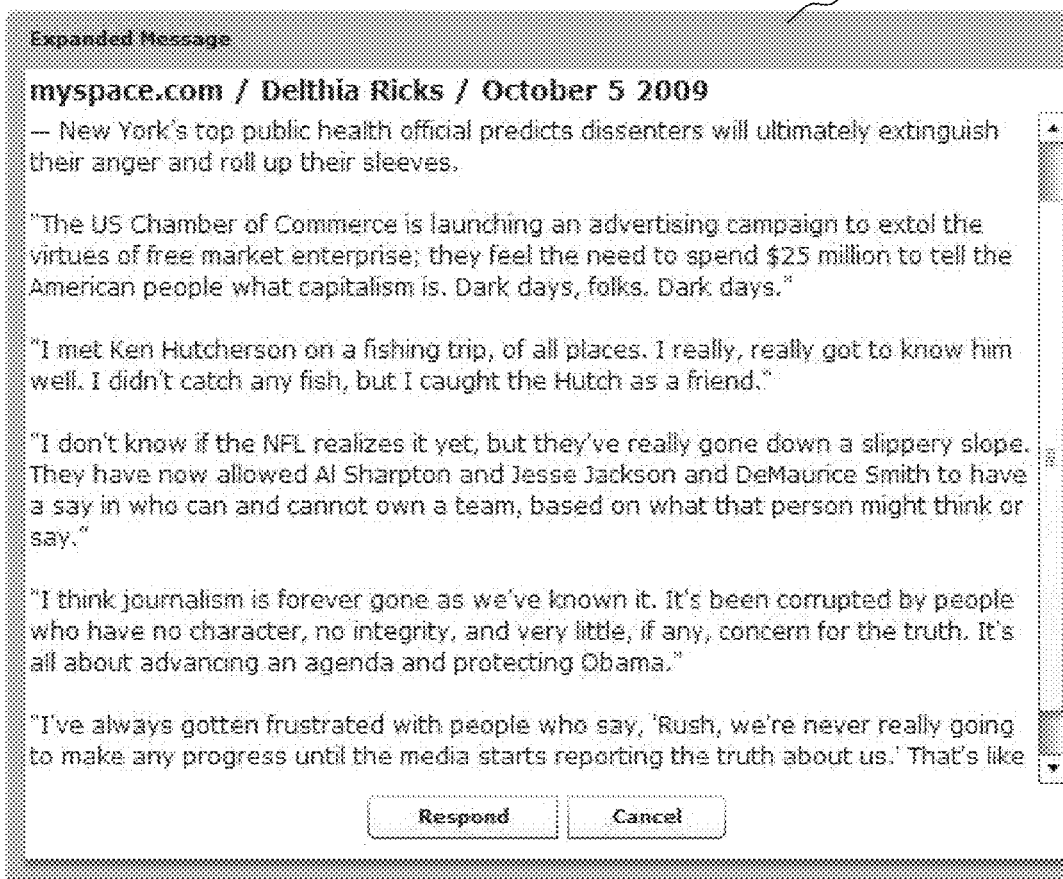 Expanded Message
myspace.com / Delthia Ricks / October 5 2009
— New York's top public health official predicts dissenters will ultimately extinguish
their anger and roll up their sleeves.
"The US Chamber of Commerce is launching an advertising campaign to extol the
virtues of free market enterprise; they feel the need to spend $25 million to tell the
American people what capitalism is. Dark days, folks. Dark days."
"I met Ken Hutcherson on a fishing trip, of all places. I really, really got to know him
well. I didn't catch any fish, but I caught the Hutch as a friend."
"I don't know if the NFL realizes it yet, but they've really gone down a slippery slope.
They have now allowed Al Sharpton and Jesse Jackson and DeMaurice Smith to have
a say in who can and cannot own a team, based on what that person might think or
say."
"I think journalism is forever gone as we've known it. It's been corrupted by people
who have no character, no integrity, and very little, if any, concern for the truth. It's
all about advancing an agenda and protecting Obama."
"I've always gotten frustrated with people who say, 'Rush, we're never really going
to make any progress until the media starts reporting the truth about us.' That's like
Respond Cancel